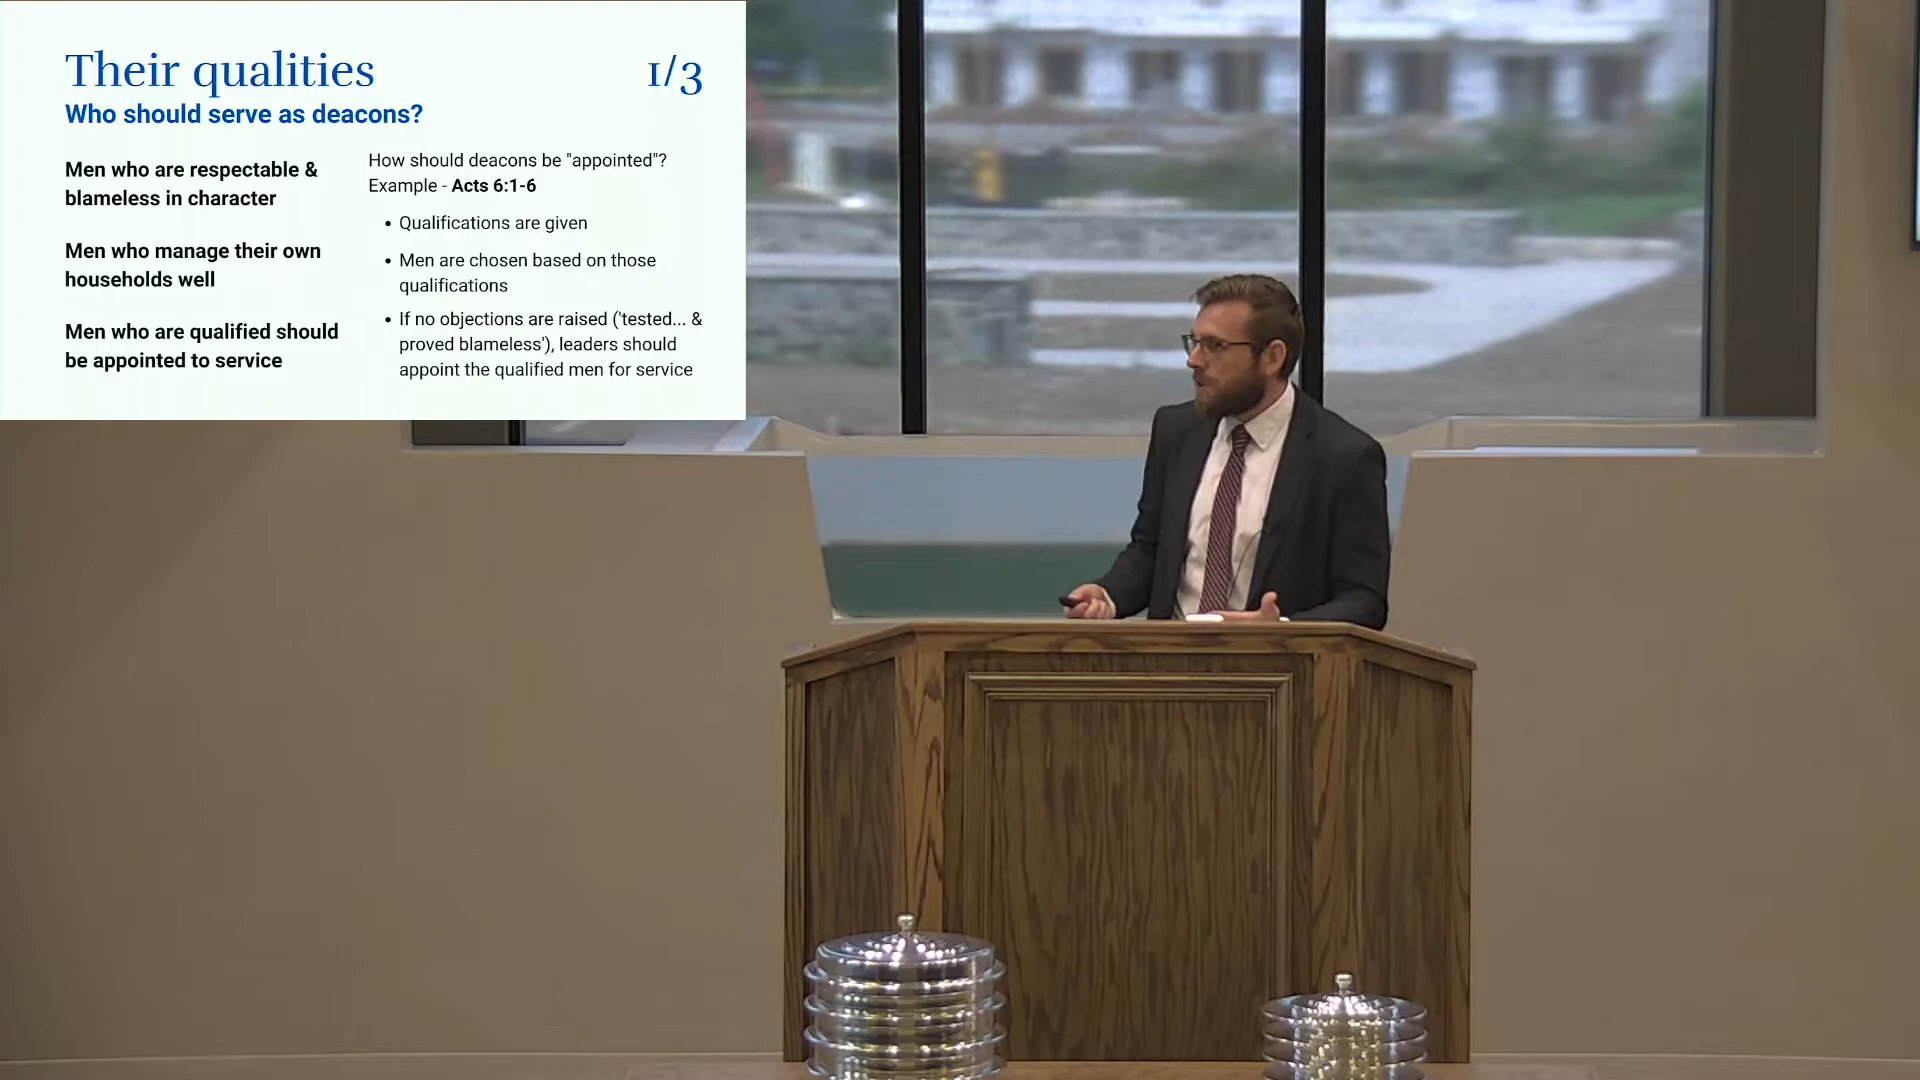 Their qualities
1/3
Who should serve as deacons?
Men who are respectable &
blameless in character
Men who manage their own
households well
Men who are qualified should
be appointed to service
How should deacons be "appointed"?
Example - Acts 6:1-6
• Qualifications are given
• Men are chosen based on those
qualifications
• If no objections are raised ('tested... &
proved blameless'), leaders should
appoint the qualified men for service